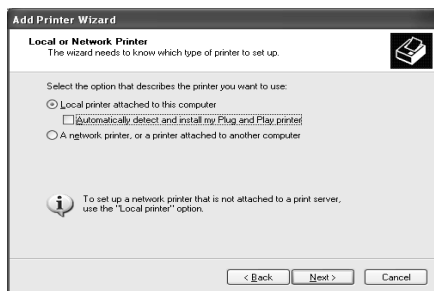 Add Printer Wizard
Local or Network Printer
The wizard needs to know which type of printer to set up.
Select the option that describes the printer you want to use:
Local printer attached to this computer
Automatically detect and install my Plug and Play printer
A network printer, or a printer attached to another computer
To set up a network printer that is not attached to a print server,
use the "Local printer" option.
< Back Next > Cancel